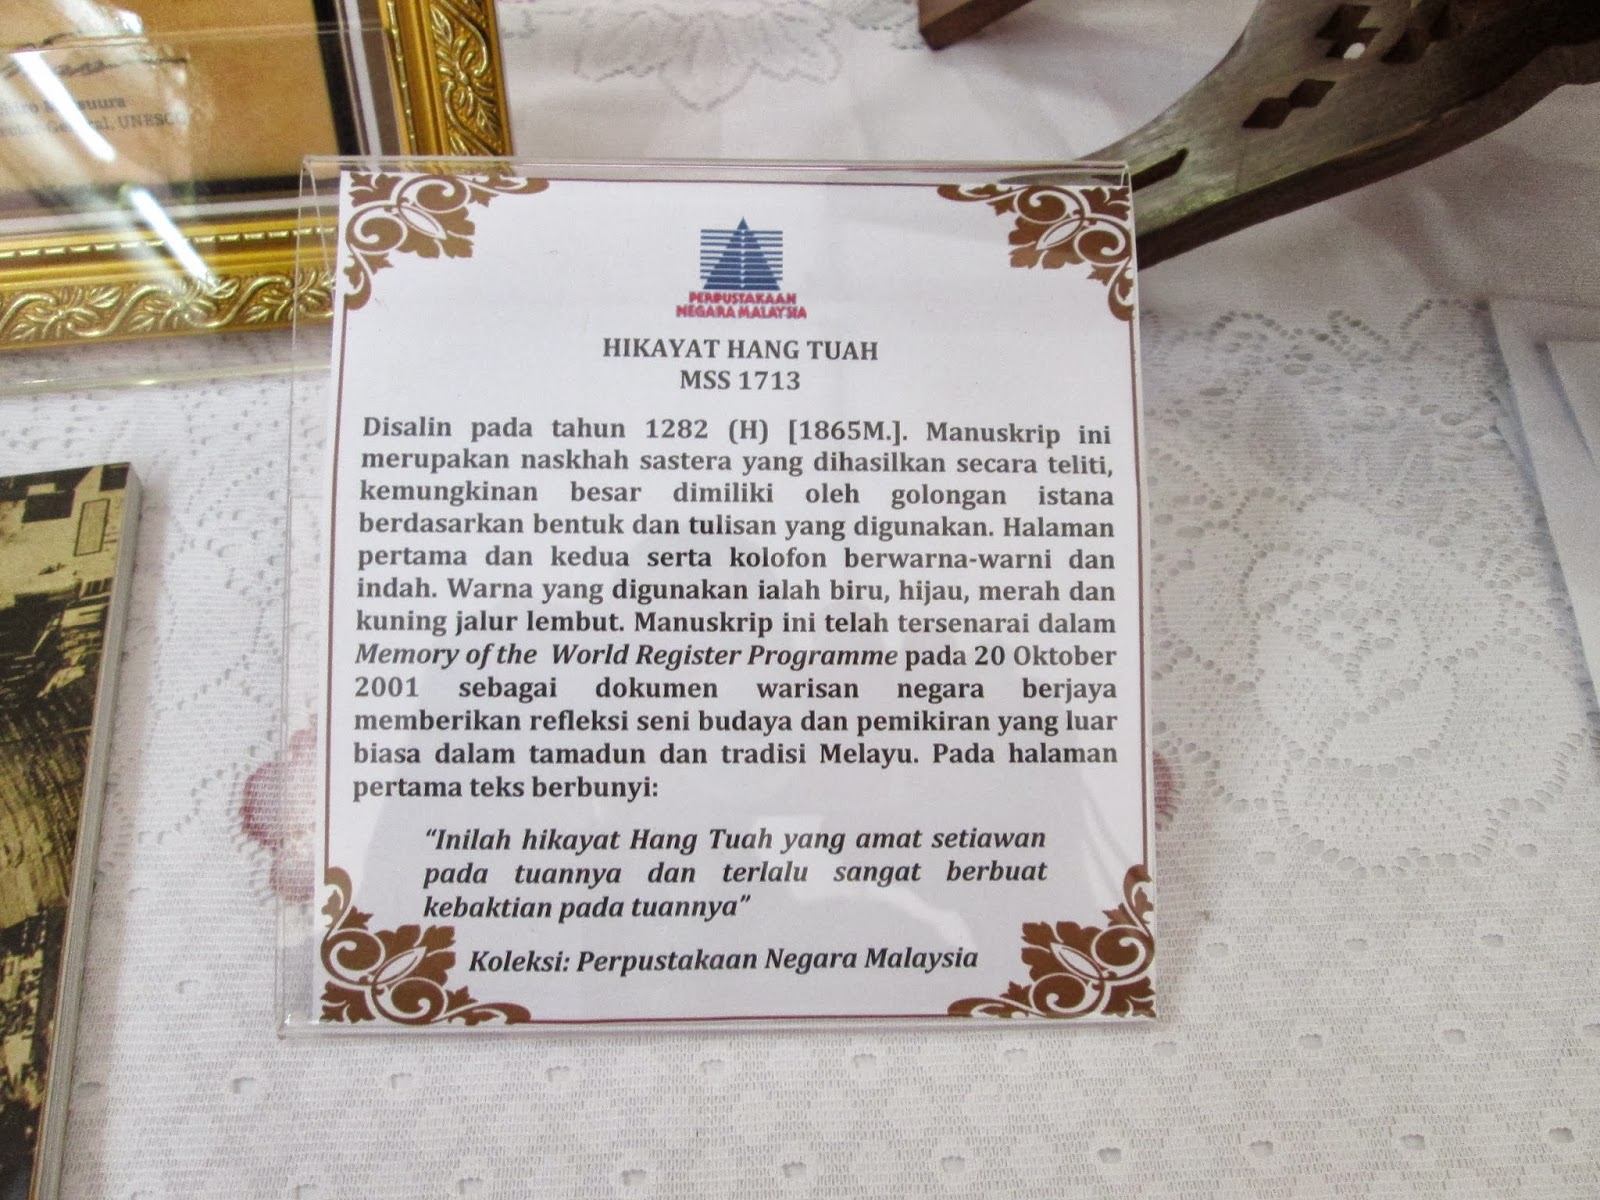 General, UNESCO
PERPUSTAKAAN
NEGARA MALAYSIA
HIKAYAT HANG TUAH
MSS 1713
Disalin pada tahun 1282 (H) [1865M.]. Manuskrip ini
merupakan naskhah sastera yang dihasilkan secara teliti,
kemungkinan besar dimiliki oleh golongan istana
berdasarkan bentuk dan tulisan yang digunakan. Halaman
pertama dan kedua serta kolofon berwarna-warni dan
indah. Warna yang digunakan ialah biru, hijau, merah dan
kuning jalur lembut. Manuskrip ini telah tersenarai dalam
Memory of the World Register Programme pada 20 Oktober
2001 sebagai dokumen warisan negara berjaya
memberikan refleksi seni budaya dan pemikiran yang luar
biasa dalam tamadun dan tradisi Melayu. Pada halaman
pertama teks berbunyi:
“Inilah hikayat Hang Tuah yang amat setiawan
pada tuannya dan terlalu sangat berbuat
kebaktian pada tuannya”
Koleksi: Perpustakaan Negara Malaysia